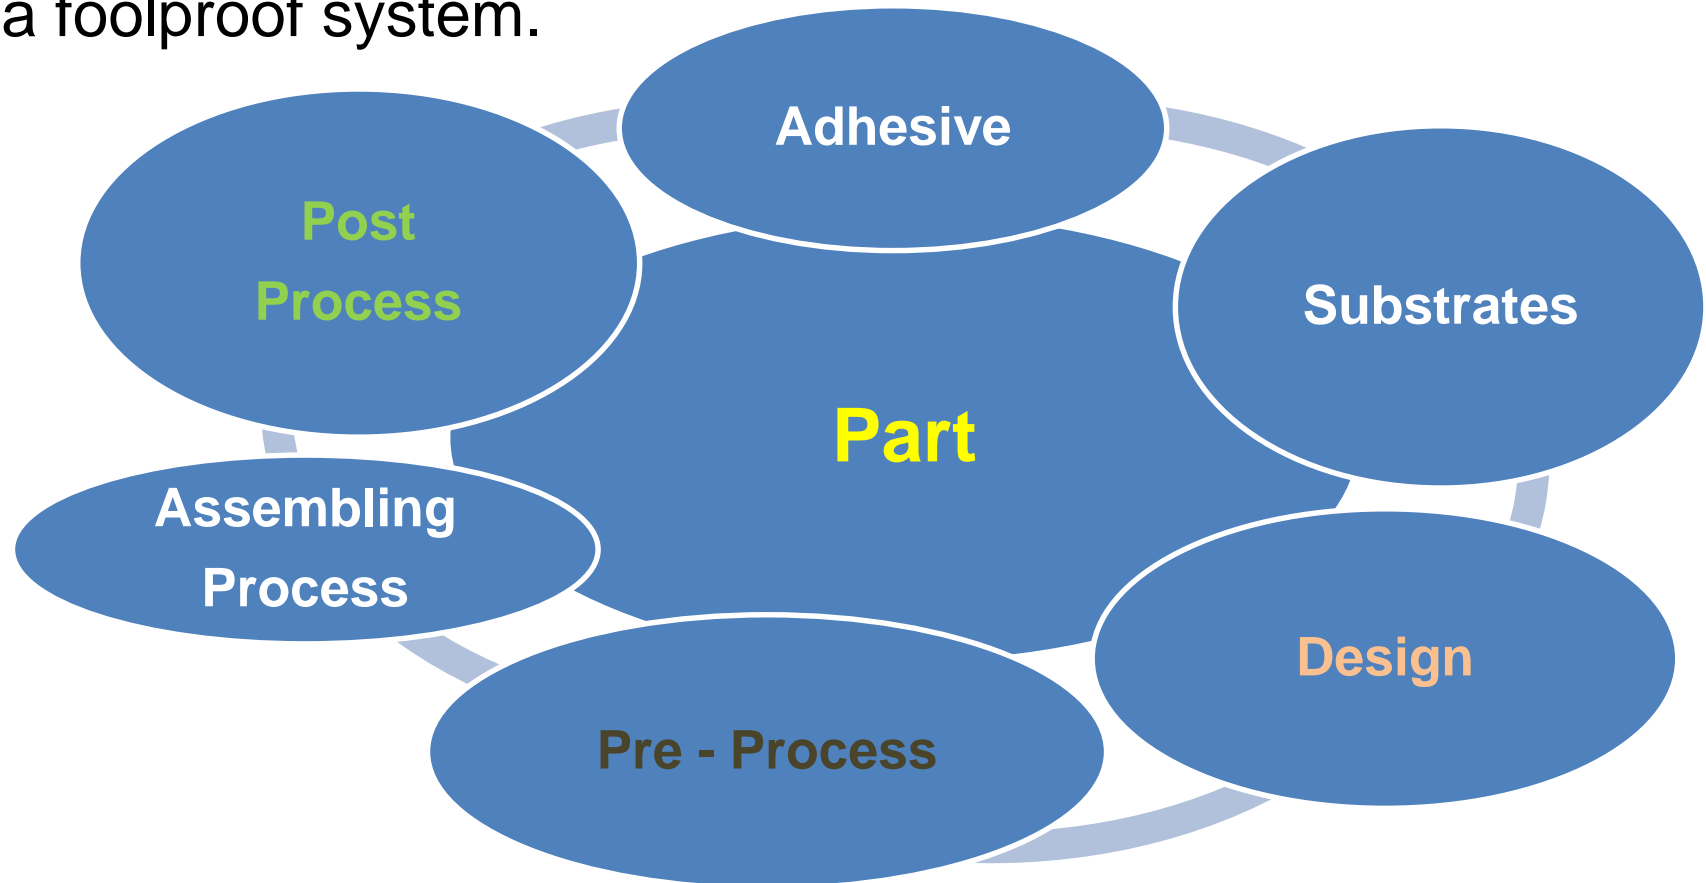 a foolproof system.
Adhesive
Post
Process
Substrates
Part
Assembling
Process
Design
Pre - Process